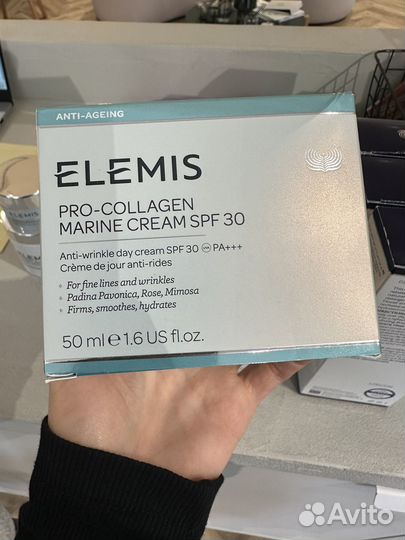 ANTI-AGEING
ELEMIS
PRO-COLLAGEN
MARINE CREAM SPF 30
Anti-wrinkle day cream SPF 30 UVA PA+++
Crème de jour anti-rides
+ For fine lines and wrinkles
+ Padina Pavonica, Rose, Mimosa
+ Firms, smoothes, hydrates
50 ml ℮ 1.6 US fl.oz.
ELEMIS
Avito